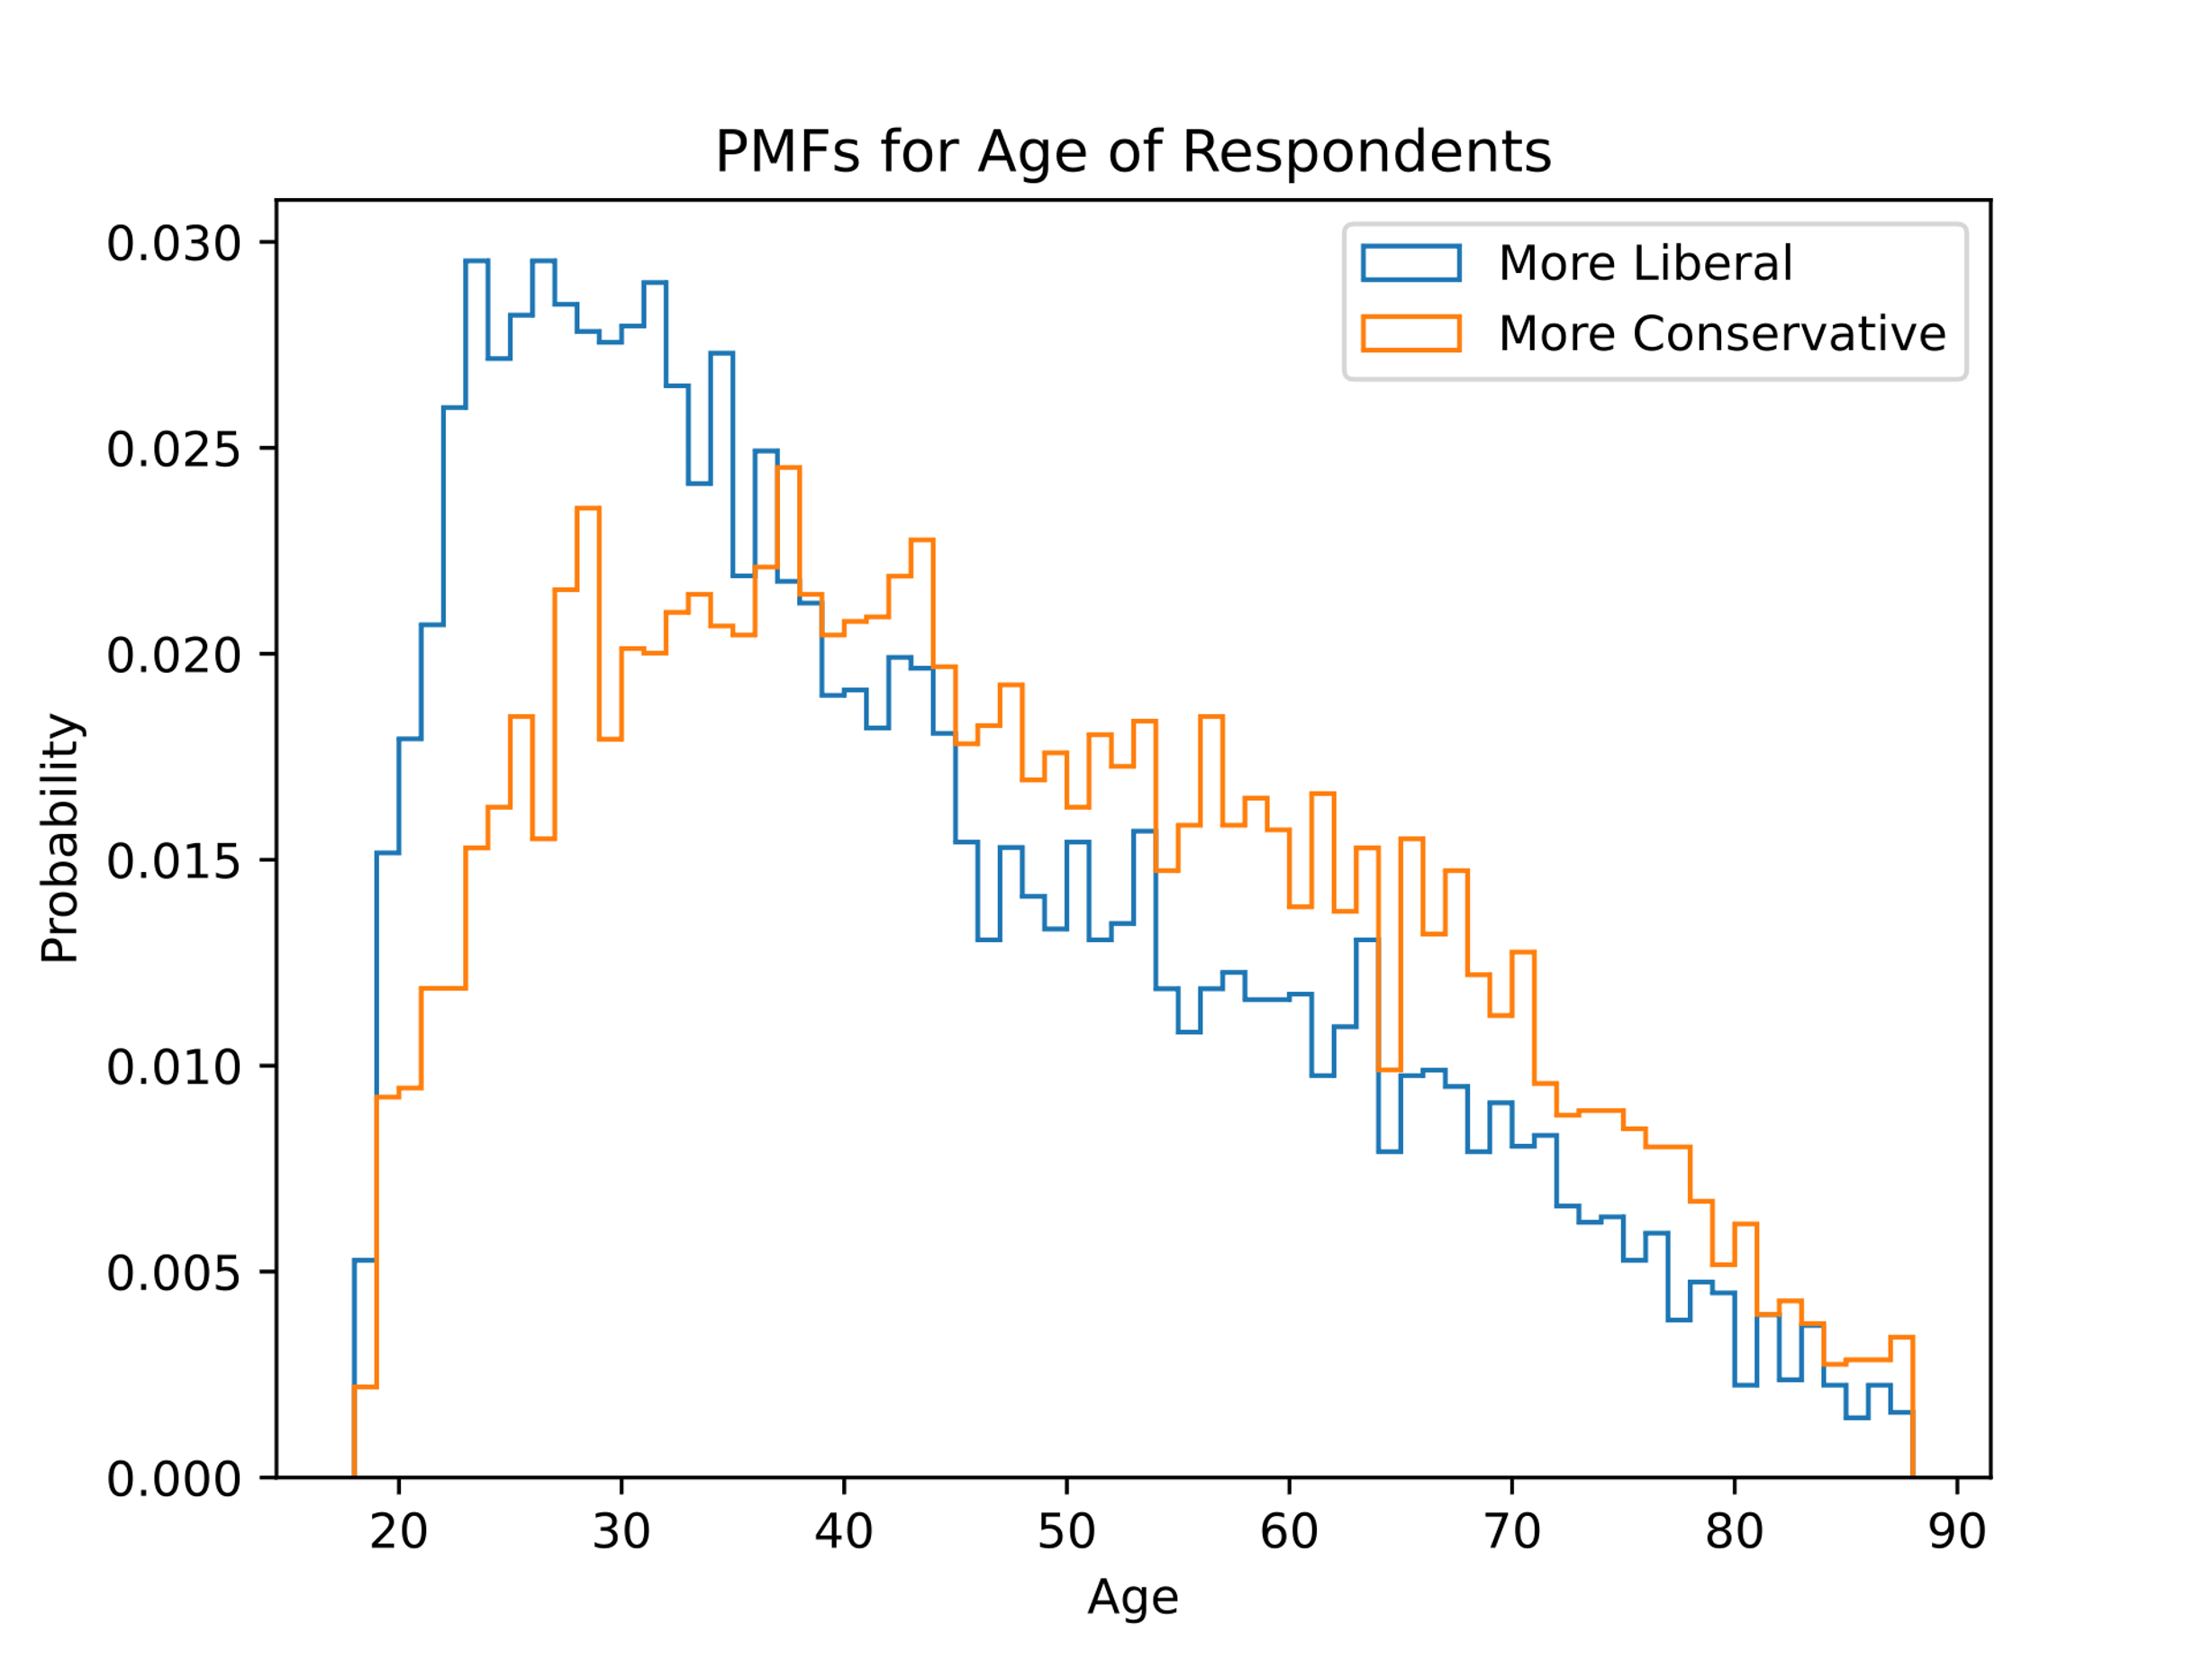 PMFs for Age of Respondents
More Liberal
More Conservative
Probability
0.030
0.025
0.020
0.015
0.010
0.005
0.000
20 30 40 50 60 70 80 90
Age